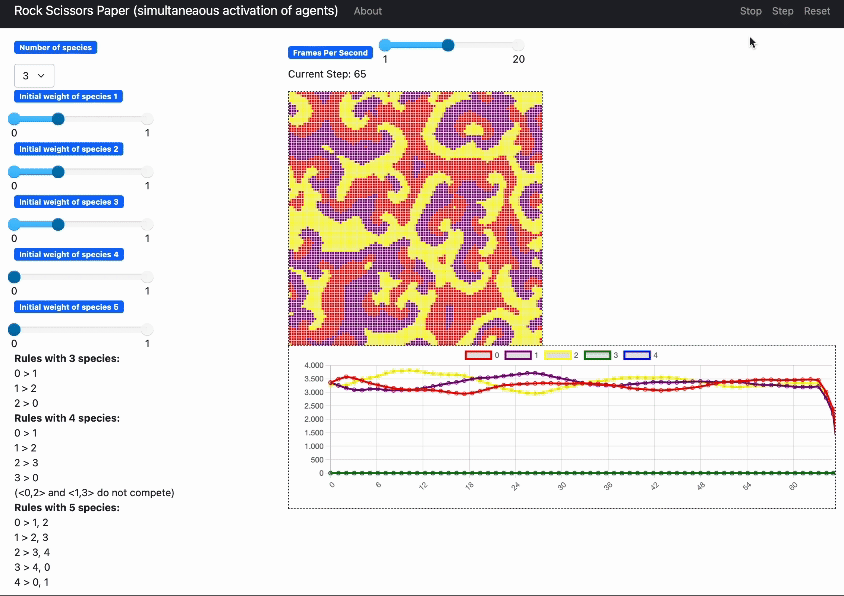 Rock Scissors Paper (simultaneaous activation of agents) About Stop Step Reset
Number of species
3
Initial weight of species 1
0 1
Initial weight of species 2
0 1
Initial weight of species 3
0 1
Initial weight of species 4
0 1
Initial weight of species 5
0 1
Rules with 3 species:
0 > 1
1 > 2
2 > 0
Rules with 4 species:
0 > 1
1 > 2
2 > 3
3 > 0
(<0,2> and <1,3> do not compete)
Rules with 5 species:
0 > 1, 2
1 > 2, 3
2 > 3, 4
3 > 4, 0
4 > 0, 1
Frames Per Second
1 20
Current Step: 65
0 1 2 3 4
4.000
3.500
3.000
2.500
2.000
1.500
1.000
500
0
0 6 12 18 24 30 36 42 48 54 60